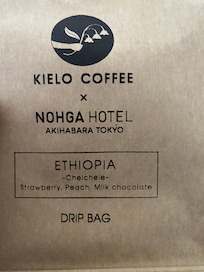 KIELO COFFEE
×
NOHGA HOTEL
AKIHABARA TOKYO
ETHIOPIA
-Chelchele-
Strawberry, Peach, Milk chocolate
DRIP BAG